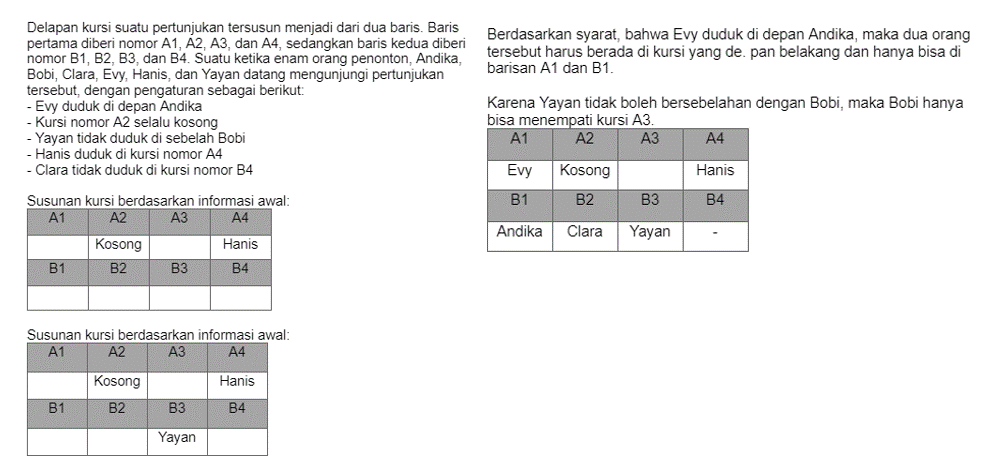 Delapan kursi suatu pertunjukan tersusun menjadi dari dua baris. Baris
pertama diberi nomor A1, A2, A3, dan A4, sedangkan baris kedua diberi
nomor B1, B2, B3, dan B4. Suatu ketika enam orang penonton, Andika,
Bobi, Clara, Evy, Hanis, dan Yayan datang mengunjungi pertunjukan
tersebut, dengan pengaturan sebagai berikut:
- Evy duduk di depan Andika
- Kursi nomor A2 selalu kosong
- Yayan tidak duduk di sebelah Bobi
- Hanis duduk di kursi nomor A4
- Clara tidak duduk di kursi nomor B4
Susunan kursi berdasarkan informasi awal:
A1 A2 A3 A4
Kosong Hanis
B1 B2 B3 B4
Susunan kursi berdasarkan informasi awal:
A1 A2 A3 A4
Kosong Hanis
B1 B2 B3 B4
Yayan
Berdasarkan syarat, bahwa Evy duduk di depan Andika, maka dua orang
tersebut harus berada di kursi yang de. pan belakang dan hanya bisa di
barisan A1 dan B1.
Karena Yayan tidak boleh bersebelahan dengan Bobi, maka Bobi hanya
bisa menempati kursi A3.
A1 A2 A3 A4
Evy Kosong Hanis
B1 B2 B3 B4
Andika Clara Yayan -